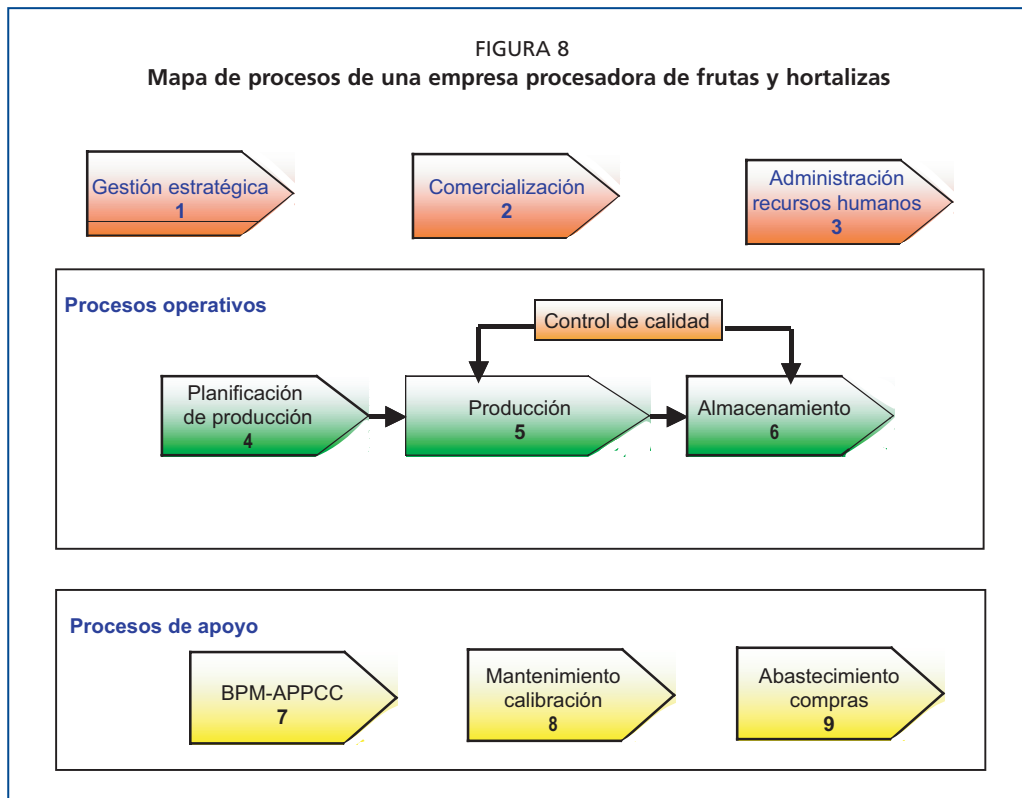 FIGURA 8
Mapa de procesos de una empresa procesadora de frutas y hortalizas
Gestión estratégica
1
Comercialización
2
Administración
recursos humanos
3
Procesos operativos
Control de calidad
Planificación
de producción
4
Producción
5
Almacenamiento
6
Procesos de apoyo
BPM-APPCC
7
Mantenimiento
calibración
8
Abastecimiento
compras
9